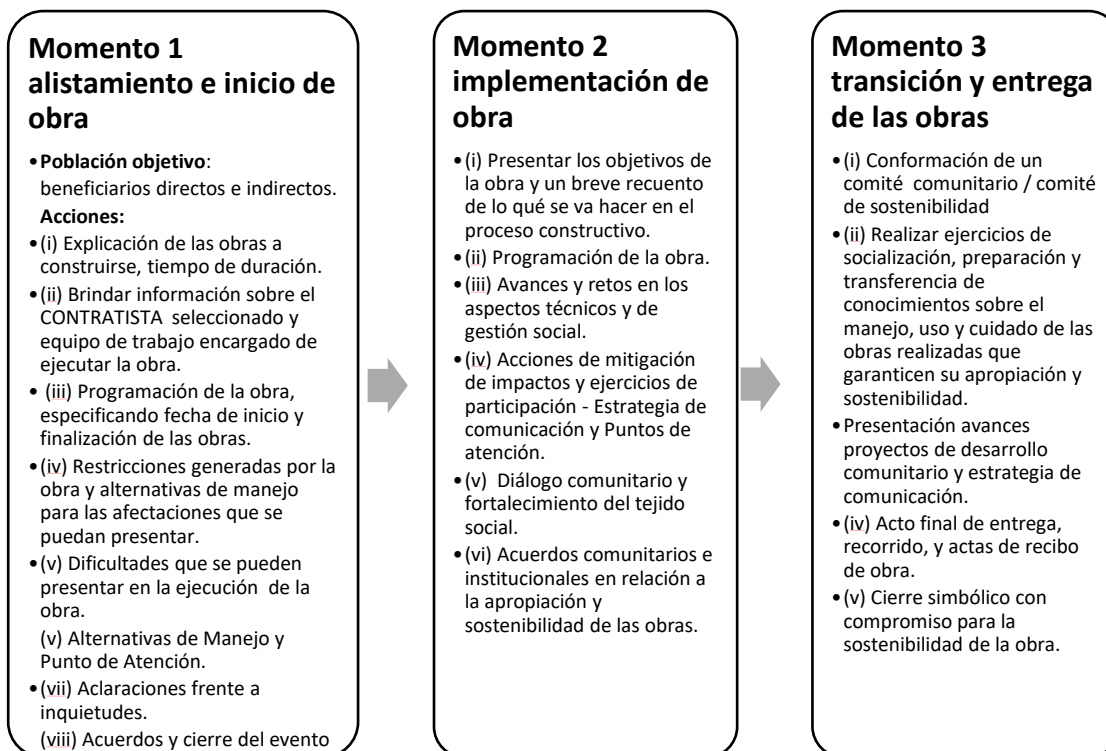 Momento 1
alistamiento e inicio de
obra
•Población objetivo:
beneficiarios directos e indirectos.
Acciones:
•(i) Explicación de las obras a
construirse, tiempo de duración.
•(ii) Brindar información sobre el
CONTRATISTA seleccionado y
equipo de trabajo encargado de
ejecutar la obra.
• (iii) Programación de la obra,
especificando fecha de inicio y
finalización de las obras.
•(iv) Restricciones generadas por la
obra y alternativas de manejo
para las afectaciones que se
puedan presentar.
•(v) Dificultades que se pueden
presentar en la ejecución de la
obra.
(v) Alternativas de Manejo y
Punto de Atención.
•(vii) Aclaraciones frente a
inquietudes.
(viii) Acuerdos y cierre del evento
Momento 2
implementación de
obra
•(i) Presentar los objetivos de
la obra y un breve recuento
de lo qué se va hacer en el
proceso constructivo.
•(ii) Programación de la obra.
•(iii) Avances y retos en los
aspectos técnicos y de
gestión social.
•(iv) Acciones de mitigación
de impactos y ejercicios de
participación - Estrategia de
comunicación y Puntos de
atención.
•(v) Diálogo comunitario y
fortalecimiento del tejido
social.
•(vi) Acuerdos comunitarios e
institucionales en relación a
la apropiación y
sostenibilidad de las obras.
Momento 3
transición y entrega
de las obras
•(i) Conformación de un
comité comunitario / comité
de sostenibilidad
•(ii) Realizar ejercicios de
socialización, preparación y
transferencia de
conocimientos sobre el
manejo, uso y cuidado de las
obras realizadas que
garanticen su apropiación y
sostenibilidad.
•Presentación avances
proyectos de desarrollo
comunitario y estrategia de
comunicación.
•(iv) Acto final de entrega,
recorrido, y actas de recibo
de obra.
•(v) Cierre simbólico con
compromiso para la
sostenibilidad de la obra.